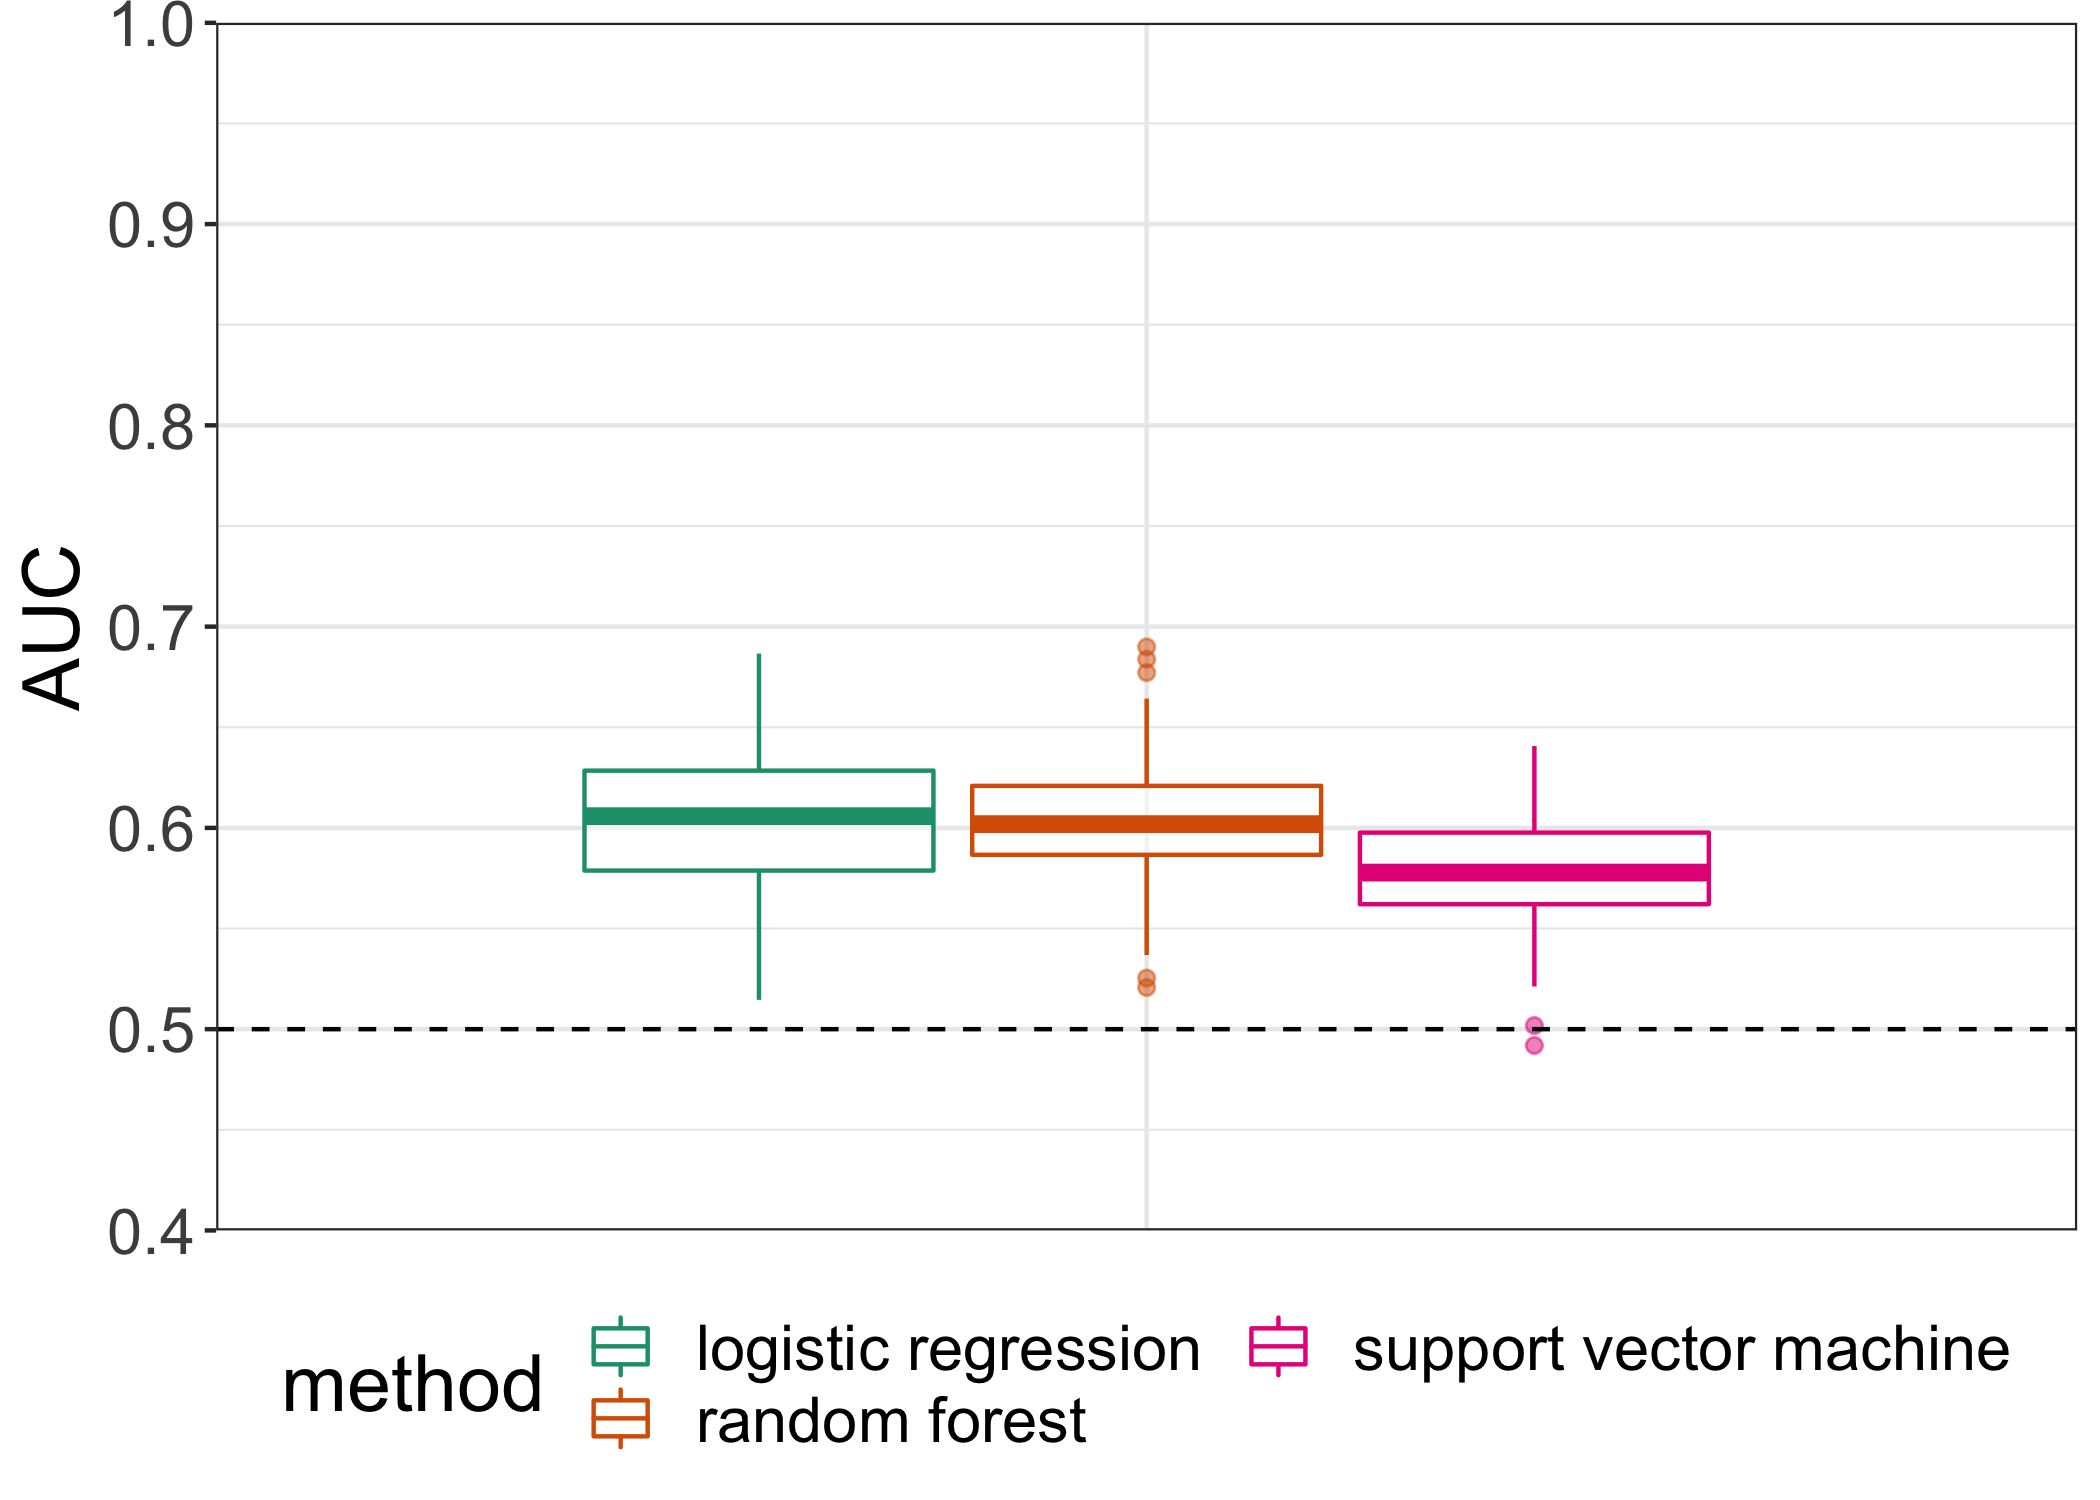 1.0
0.9
0.8
0.7
0.6
0.5
0.4
AUC
method
logistic regression
random forest
support vector machine